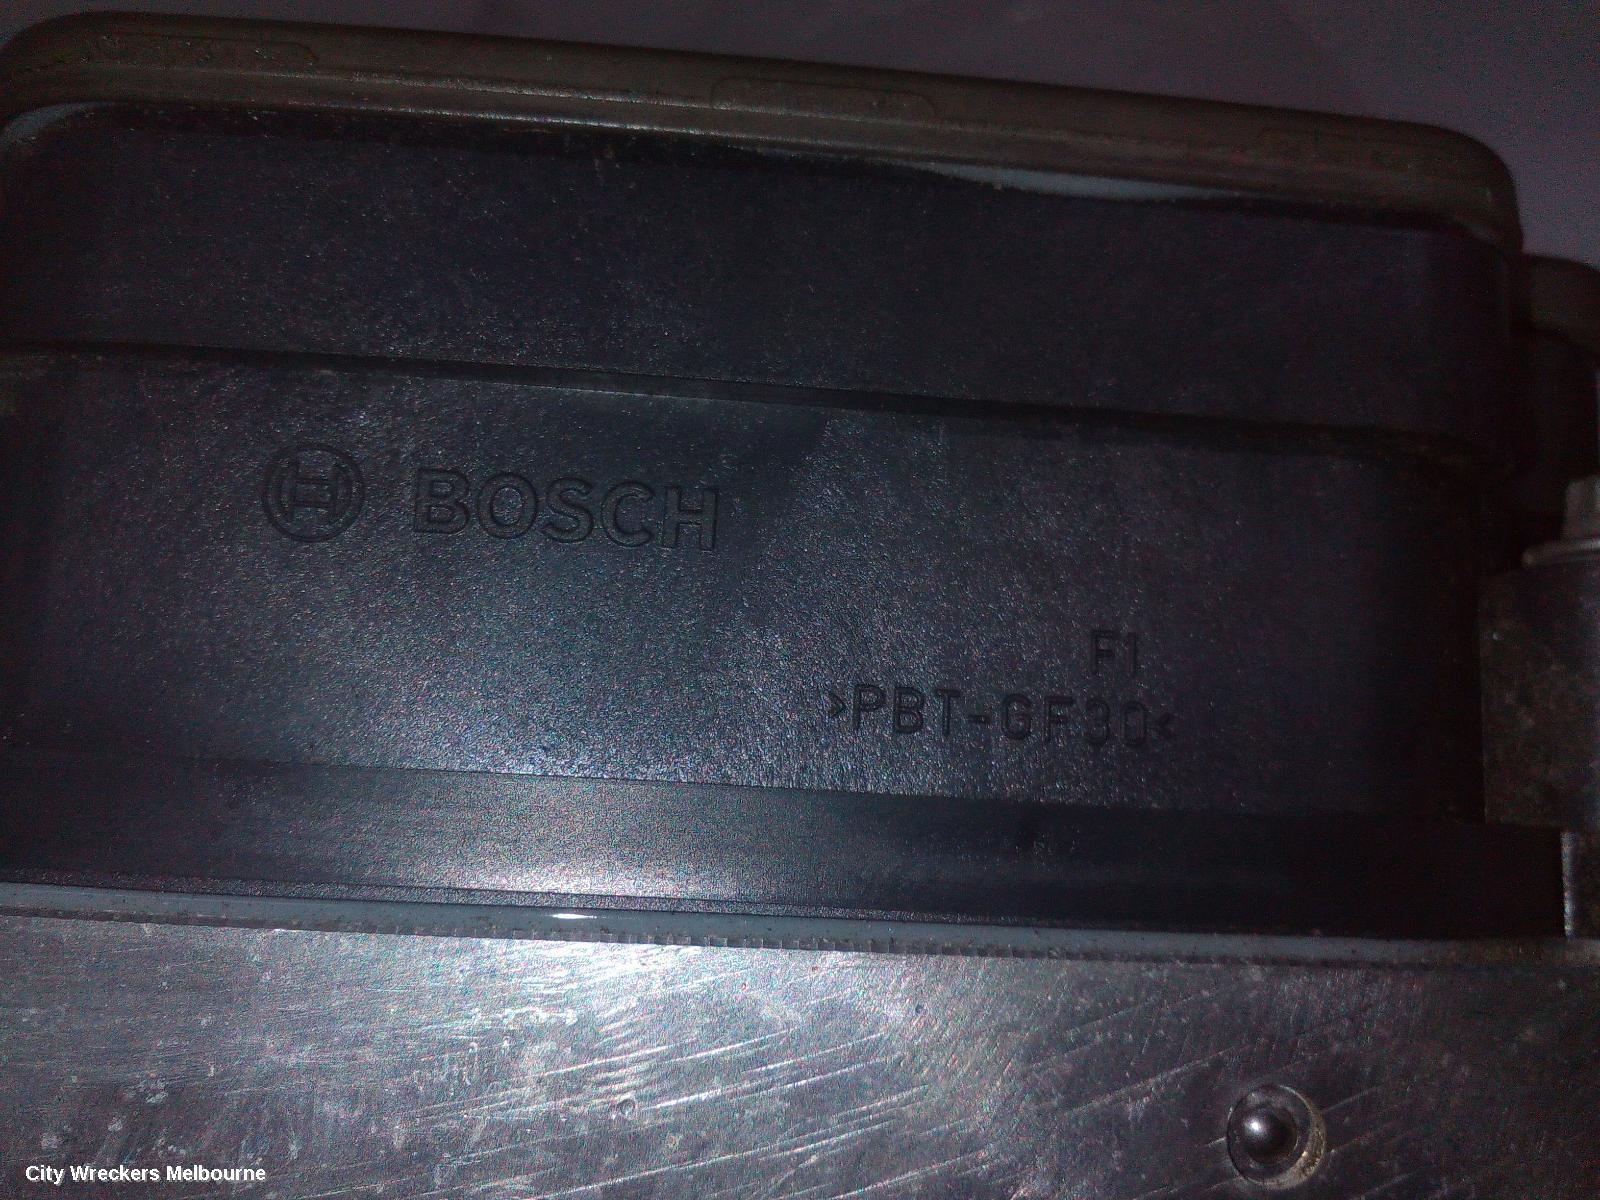 BOSCH
F1
>PBT-GF30<
City Wreckers Melbourne